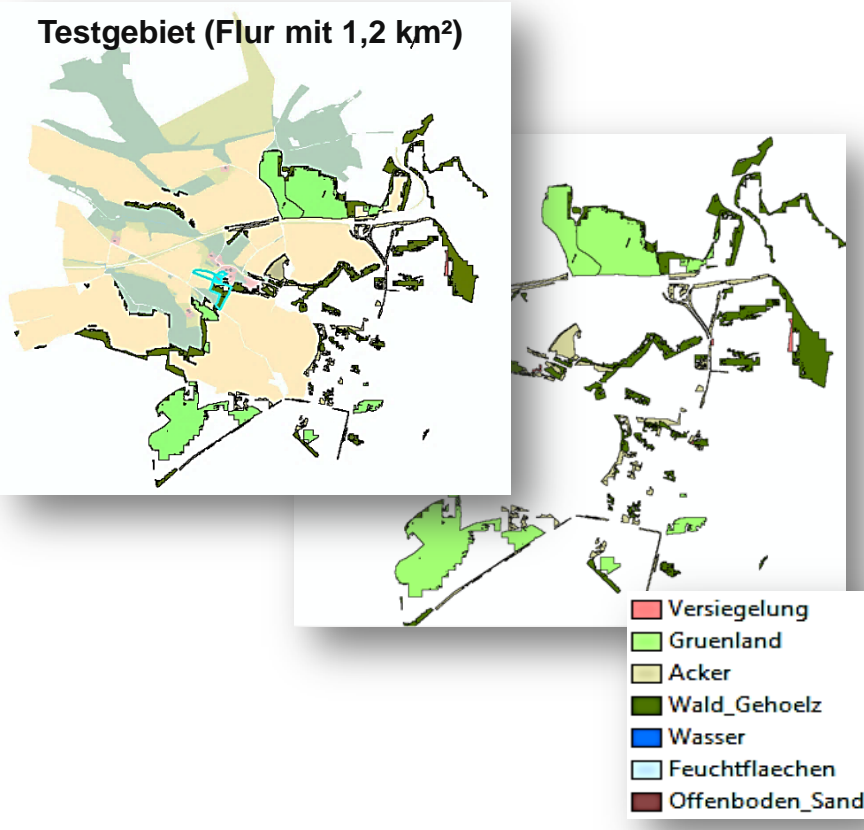 Testgebiet (Flur mit 1,2 km²)
Versiegelung
Gruenland
Acker
Wald_Gehoelz
Wasser
Feuchtflaechen
Offenboden_Sand